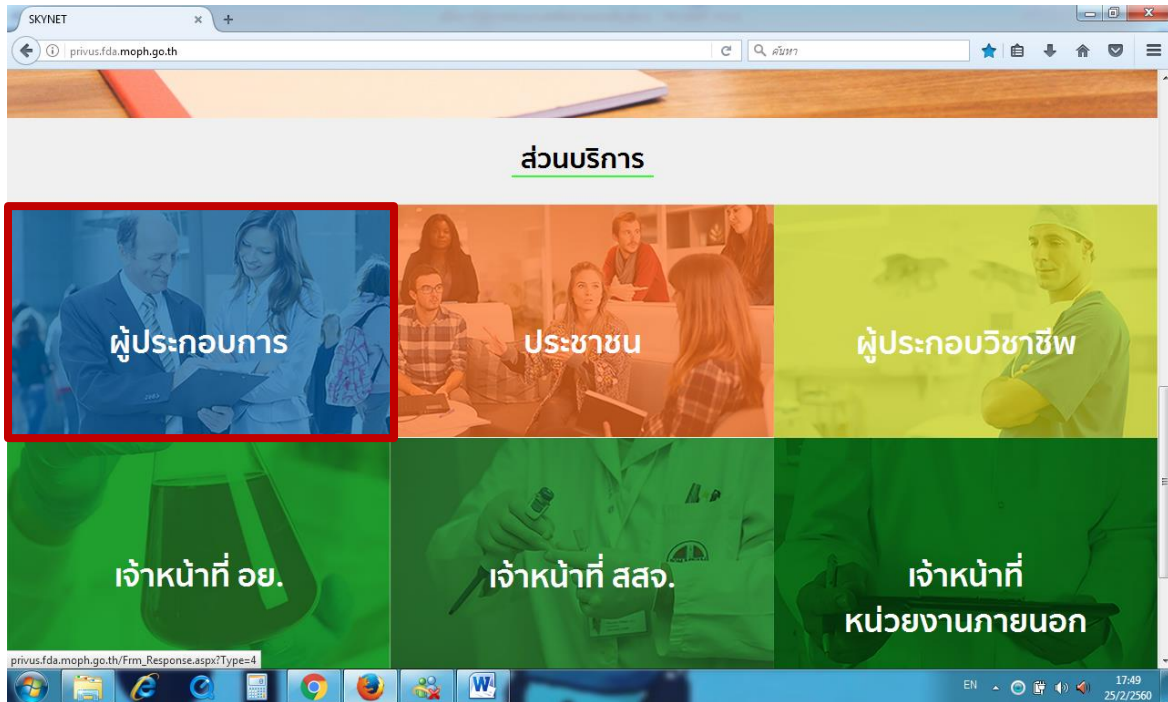 SKYNET
privus.fda.moph.go.th
ค้นหา
ส่วนบริการ
ผู้ประกอบการ
ประชาชน
ผู้ประกอบวิชาชีพ
เจ้าหน้าที่ อย.
เจ้าหน้าที่ สสจ.
เจ้าหน้าที่
หน่วยงานภายนอก
privus.fda.moph.go.th/Frm_Response.aspx?Type=4
EN
17:49
25/2/2560